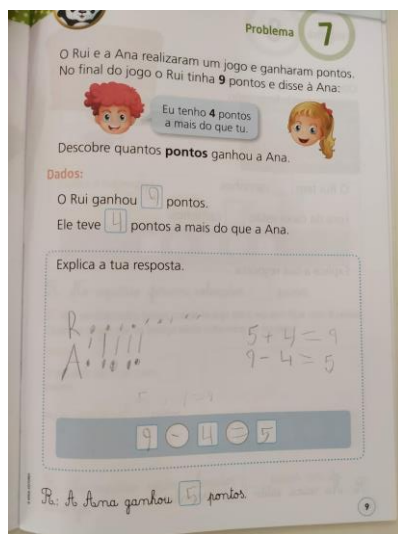 Problema 7
O Rui e a Ana realizaram um jogo e ganharam pontos.
No final do jogo o Rui tinha 9 pontos e disse à Ana:
Eu tenho 4 pontos
a mais do que tu.
Descobre quantos pontos ganhou a Ana.
Dados:
O Rui ganhou 9 pontos.
Ele teve 4 pontos a mais do que a Ana.
Explica a tua resposta.
R
A
5 + 4 = 9
9 - 4 = 5
9 - 4 = 5
R: A Ana ganhou 5 pontos.
9